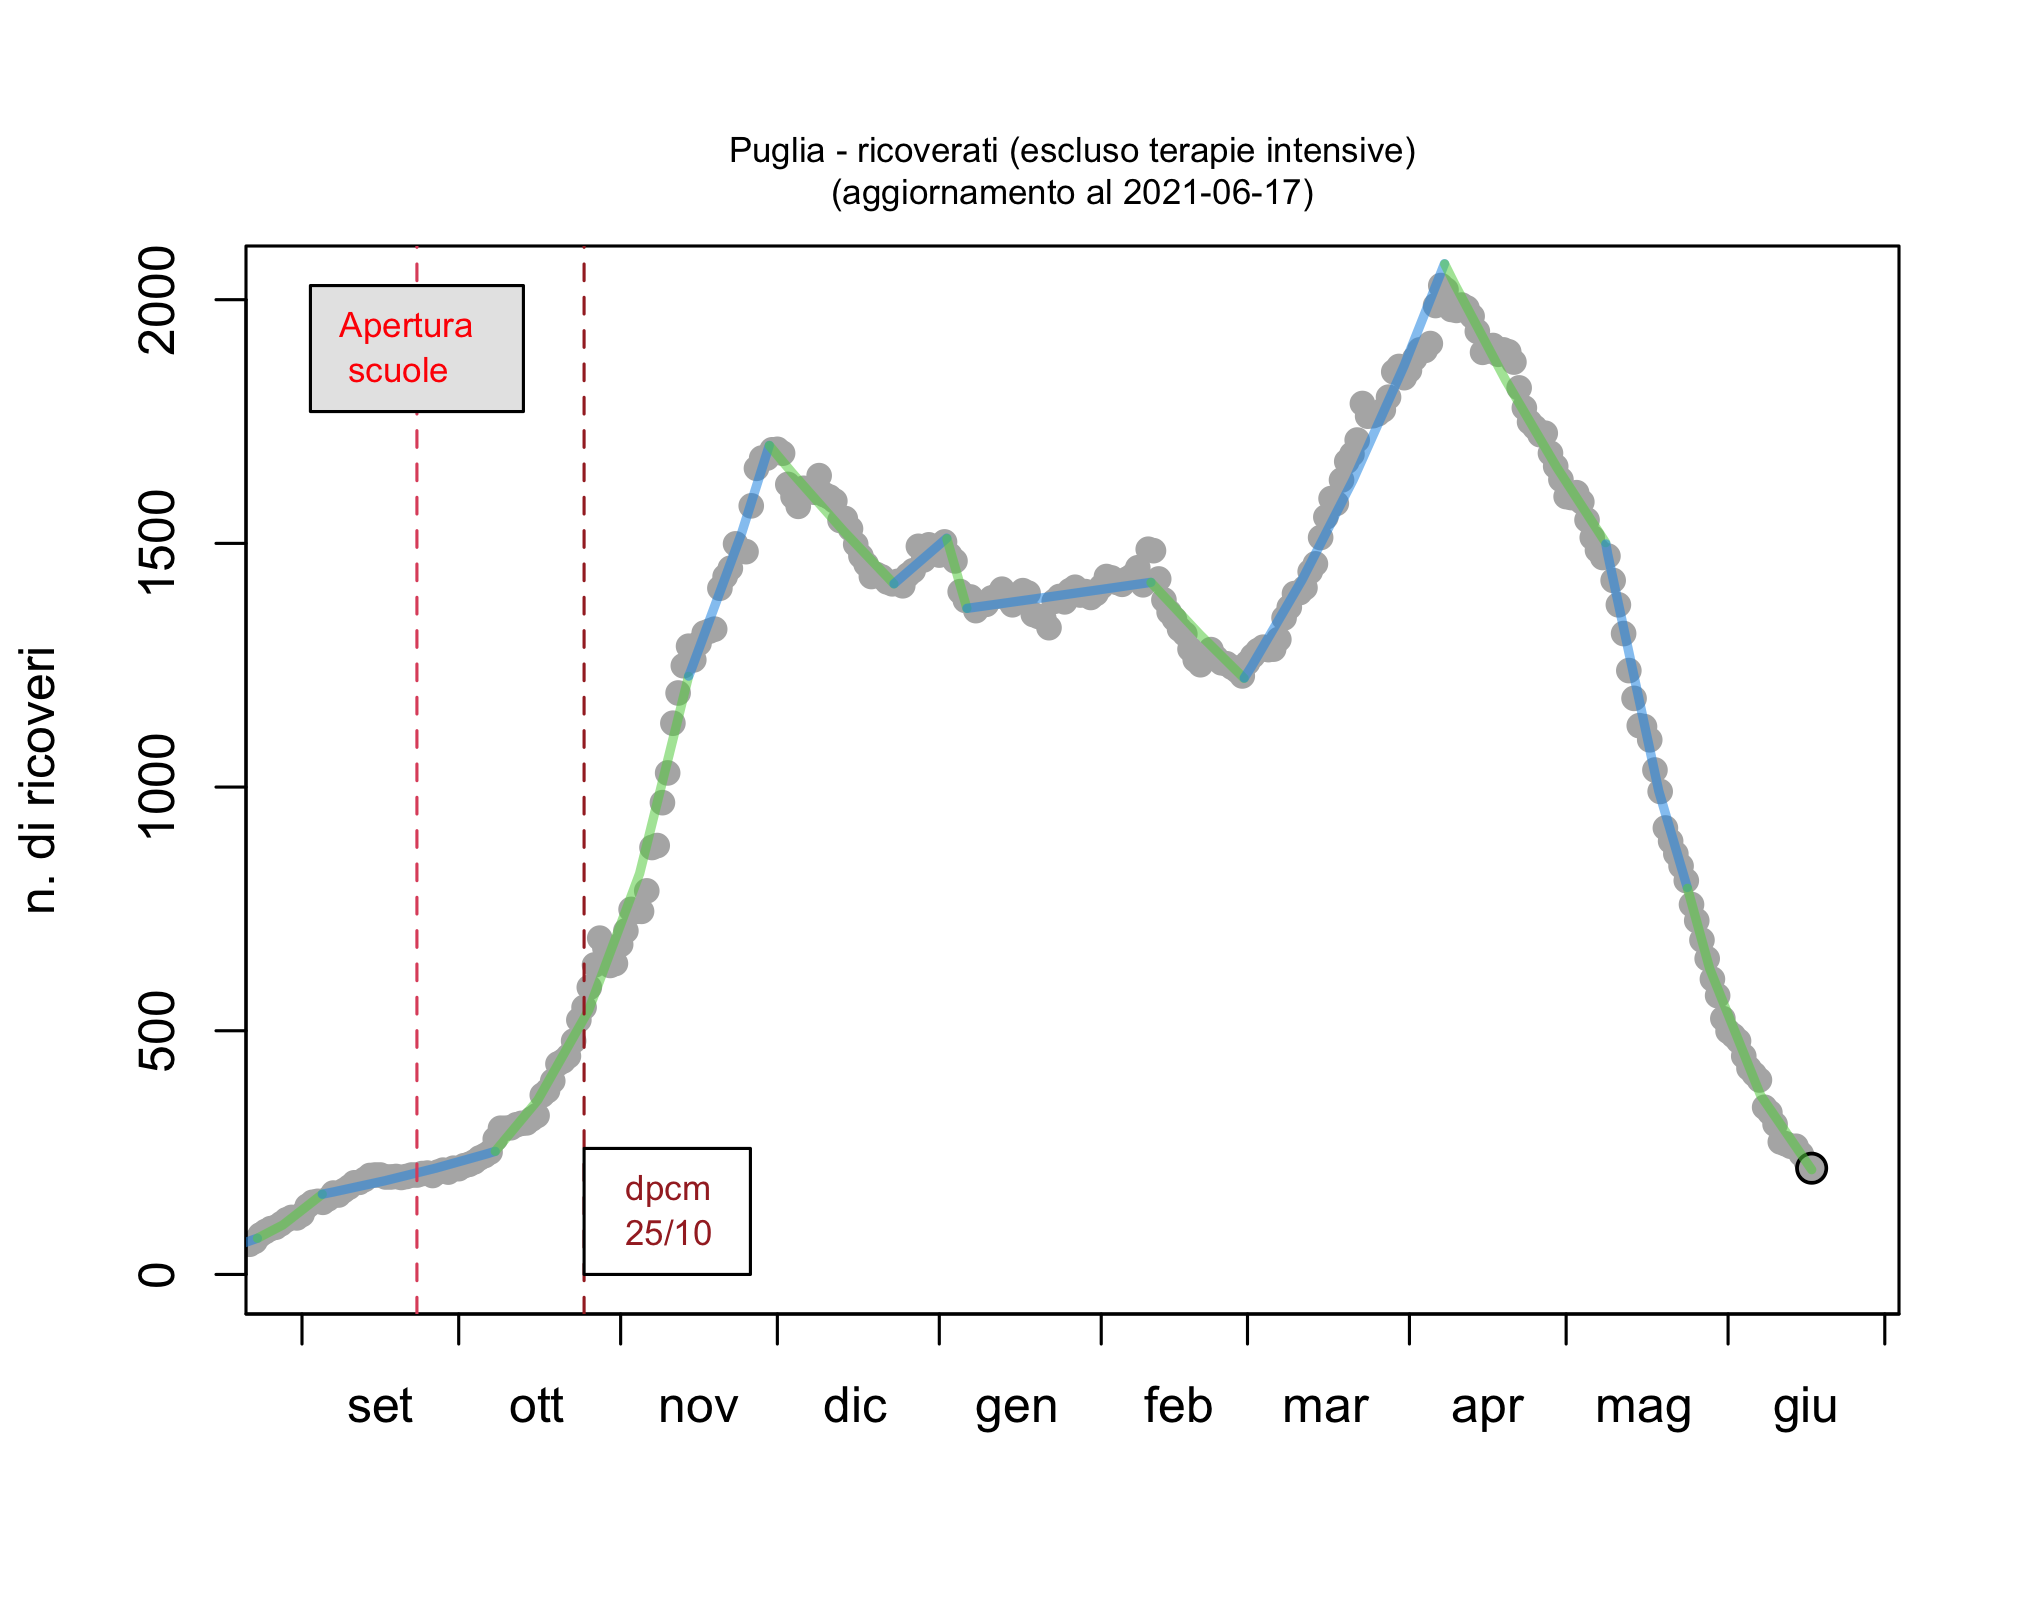 Puglia - ricoverati (escluso terapie intensive)
(aggiornamento al 2021-06-17)
n. di ricoveri
2000
1500
1000
500
0
Apertura
scuole
dpcm
25/10
set ott nov dic gen feb mar apr mag giu